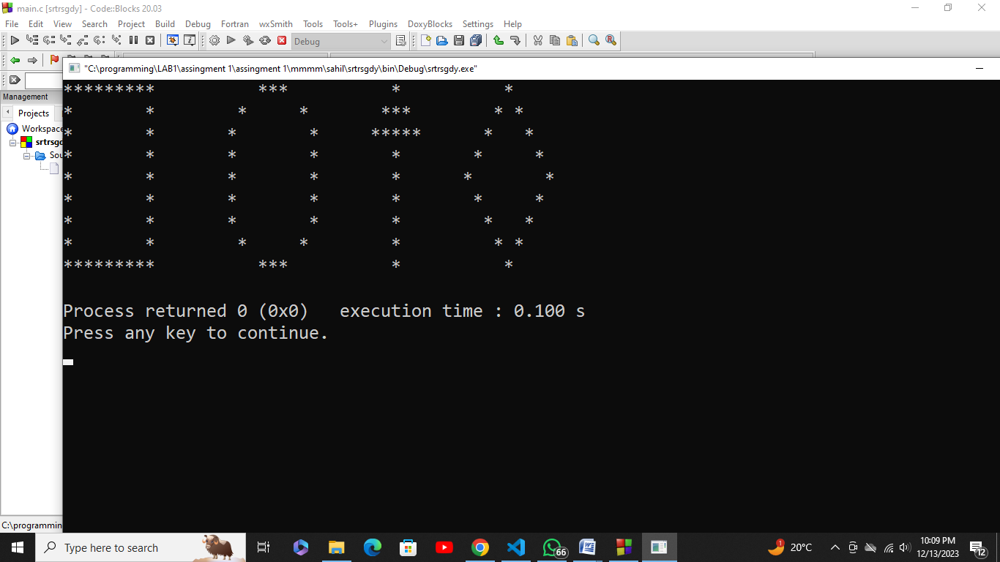 main.c [srtrsgdy] - Code::Blocks 20.03
File Edit View Search Project Build Debug Fortran wxSmith Tools Tools+ Plugins DoxyBlocks Settings Help
Debug
"C:\programming\LAB1\assingment 1\assingment 1\mmmm\sahil\srtrsgdy\bin\Debug\srtrsgdy.exe"
Management
Projects
Workspace
srtrsgd
Sou
*********          ***          *          *
*       *        *     *       ***        * *
*       *       *       *     *****      *   *
*       *       *       *       *       *     *
*       *       *       *       *      *       *
*       *       *       *       *       *     *
*       *       *       *       *        *   *
*       *        *     *        *         * *
*********          ***          *          *
Process returned 0 (0x0)   execution time : 0.100 s
Press any key to continue.
C:\programmin
Type here to search
66
1
20°C
10:09 PM
12/13/2023
12